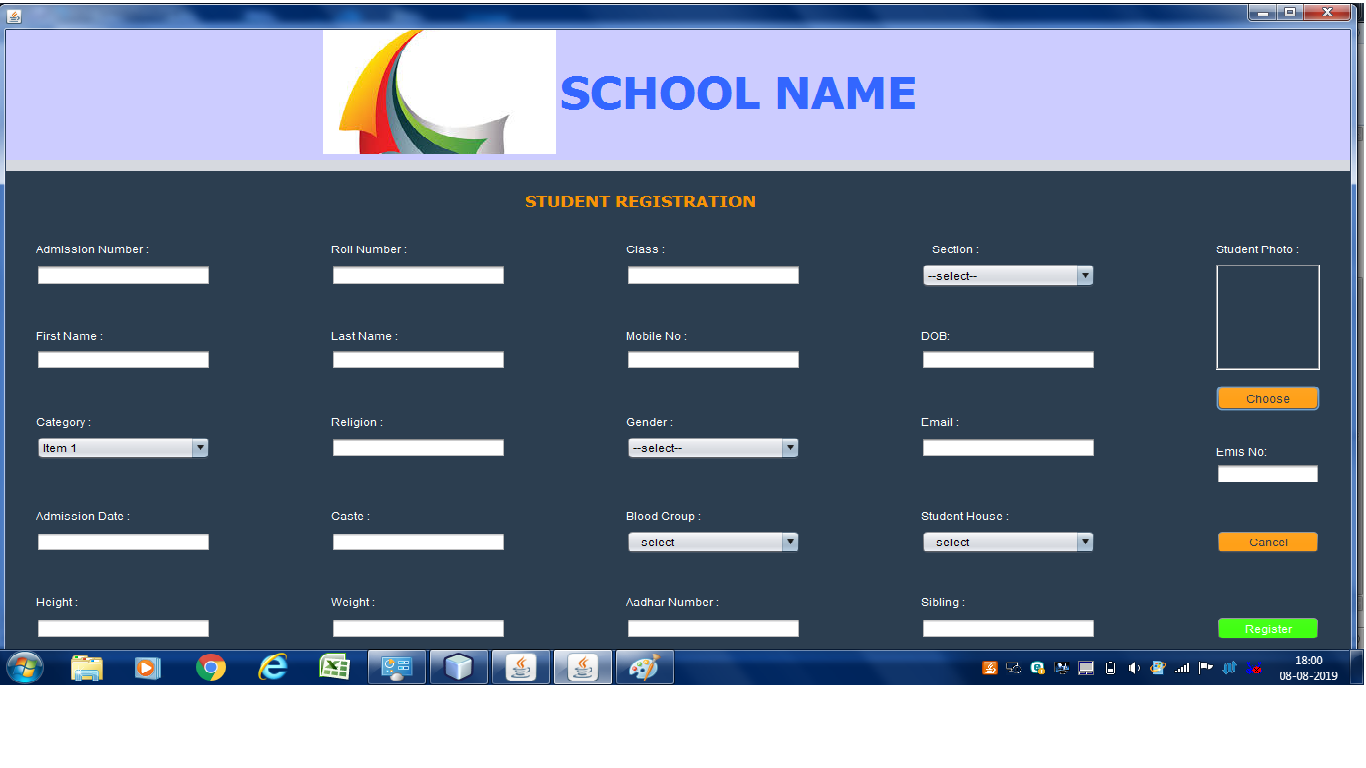 SCHOOL NAME
STUDENT REGISTRATION
Admission Number :
Roll Number :
Class :
Section :
Student Photo :
--select--
First Name :
Last Name :
Mobile No :
DOB:
Choose
Category :
Religion :
Gender :
Email :
Item 1
--select--
Emis No:
Admission Date :
Caste :
Blood Group :
Student House :
--select--
--select--
Cancel
Height :
Weight :
Aadhar Number :
Sibling :
Register
18:00
08-08-2019